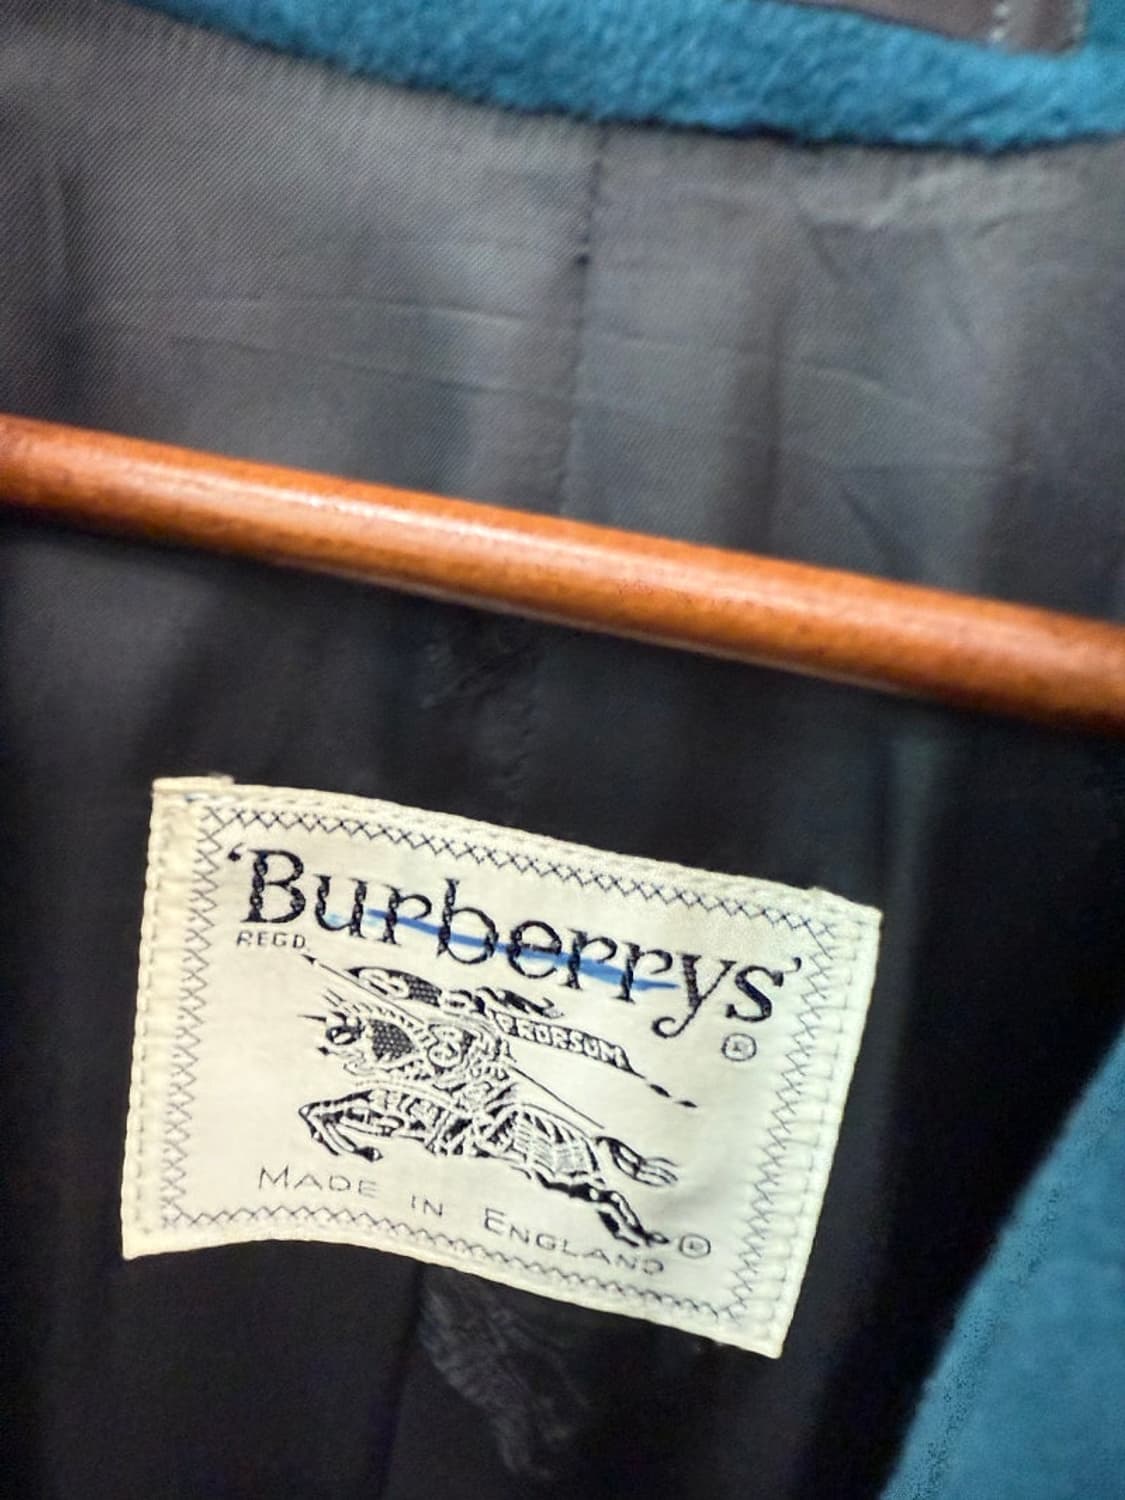 'Burberrys'
REGD. ®
PRORSUM
MADE IN ENGLAND ®